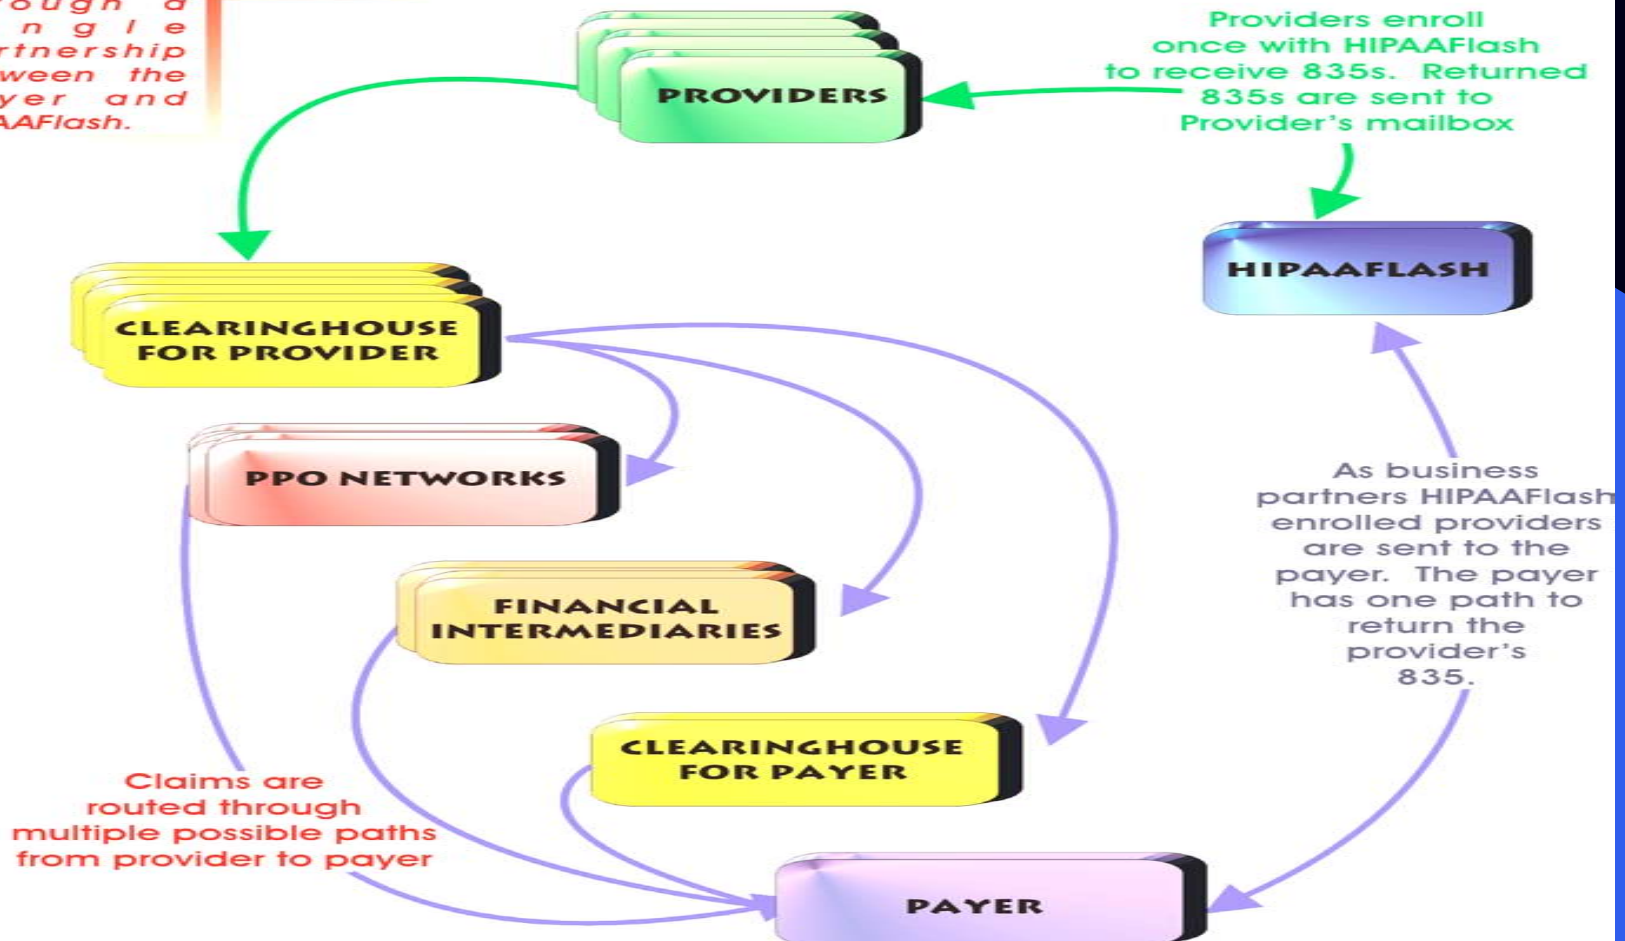 a
n g l e
between the
and
Providers enroll
once with HIPAAFlash
to receive 835s. Returned
835s are sent to
Provider's mailbox
PROVIDERS
HIPAAFLASH
CLEARINGHOUSE
FOR PROVIDER
PPO NETWORKS
As business
partners HIPAAFlash
enrolled providers
are sent to the
payer. The payer
has one path to
return the
provider's
835.
FINANCIAL
INTERMEDIARIES
CLEARINGHOUSE
FOR PAYER
Claims are
routed through
multiple possible paths
from provider to payer
PAYER